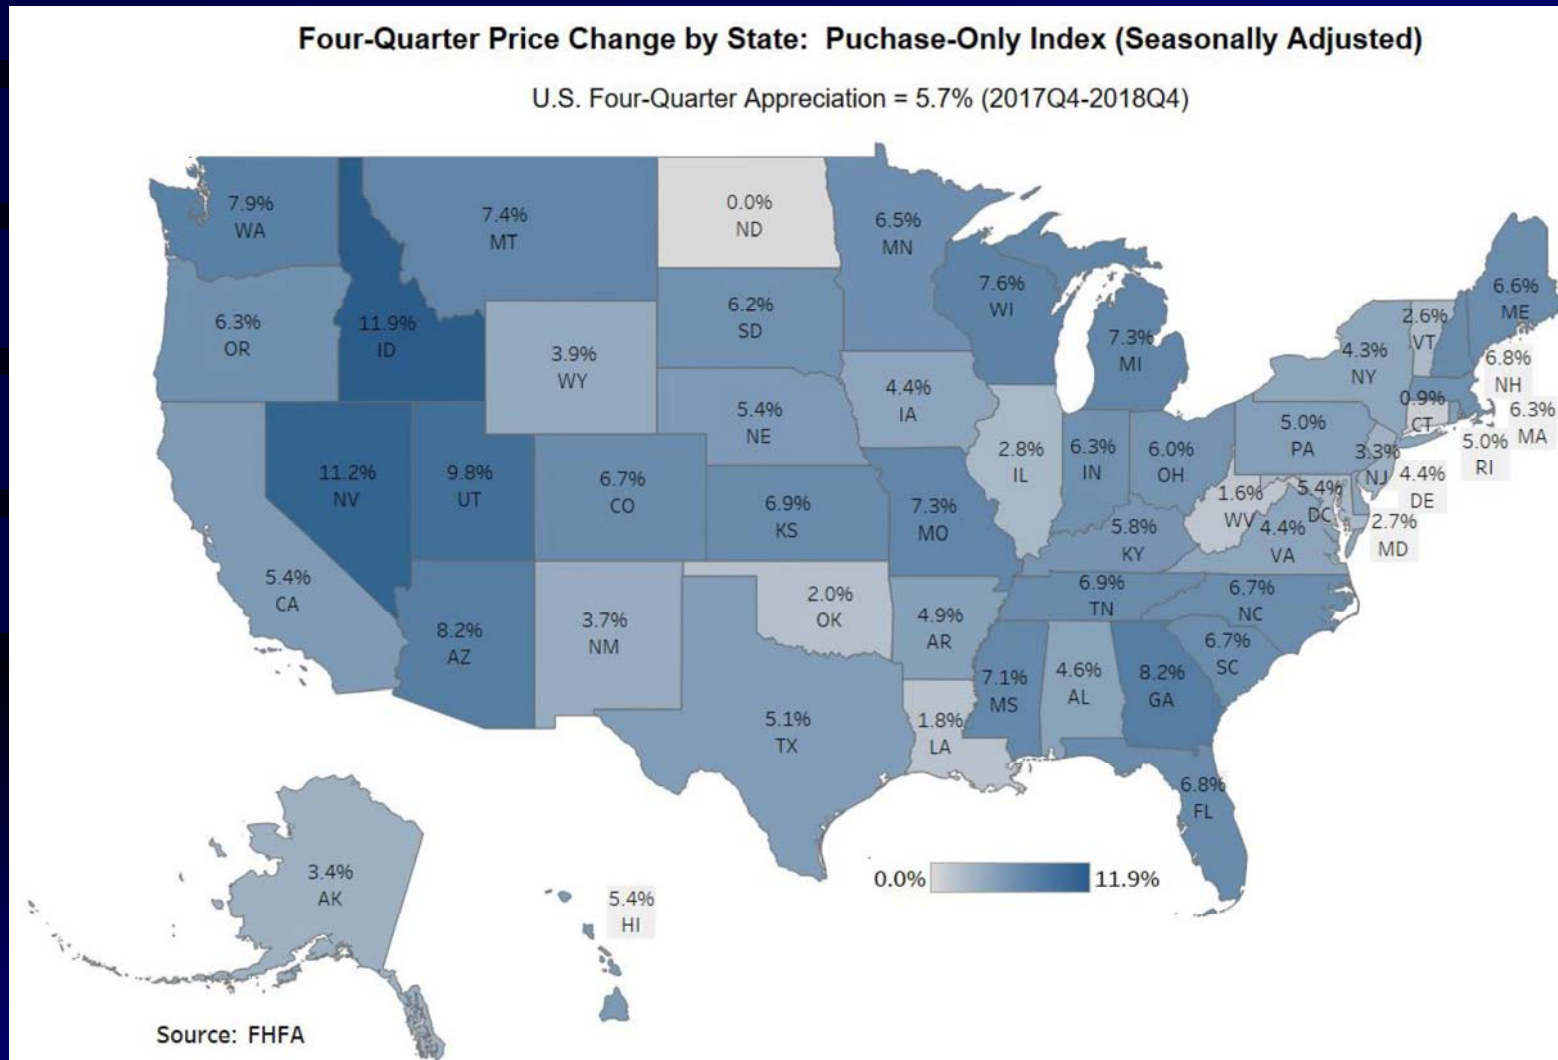 Four-Quarter Price Change by State:  Puchase-Only Index (Seasonally Adjusted)
U.S. Four-Quarter Appreciation = 5.7% (2017Q4-2018Q4)
7.9%
WA
7.4%
MT
0.0%
ND
6.5%
MN
7.6%
WI
7.3%
MI
6.6%
ME
2.6%
VT
6.8%
NH
4.3%
NY
0.9%
CT
6.3%
MA
5.0%
RI
6.3%
OR
11.9%
ID
3.9%
WY
6.2%
SD
5.4%
NE
4.4%
IA
2.8%
IL
6.3%
IN
6.0%
OH
5.0%
PA
3.3%
NJ
4.4%
DE
2.7%
MD
5.4%
DC
1.6%
WV
4.4%
VA
11.2%
NV
9.8%
UT
6.7%
CO
6.9%
KS
7.3%
MO
5.8%
KY
6.9%
TN
6.7%
NC
6.7%
SC
5.4%
CA
8.2%
AZ
3.7%
NM
2.0%
OK
4.9%
AR
7.1%
MS
4.6%
AL
8.2%
GA
5.1%
TX
1.8%
LA
6.8%
FL
3.4%
AK
5.4%
HI
0.0%
11.9%
Source: FHFA